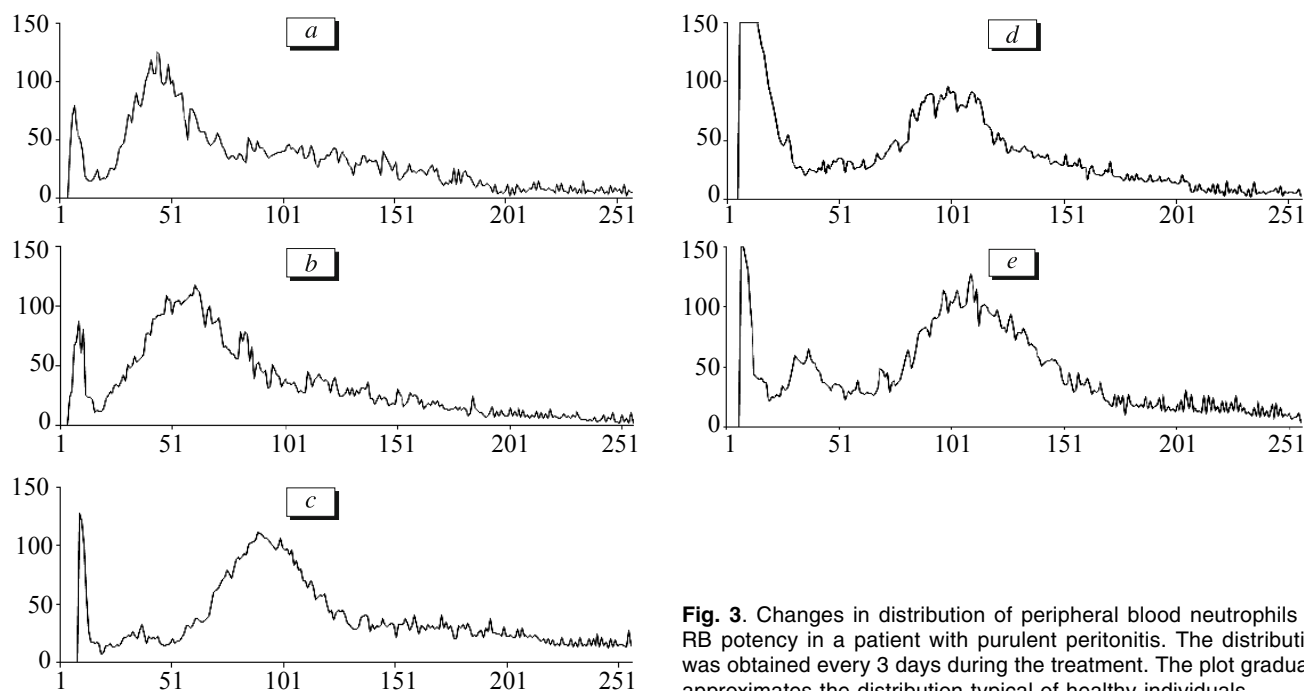 150
a
100
50
0
1 51 101 151 201 251
150
b
100
50
0
1 51 101 151 201 251
150
c
100
50
0
1 51 101 151 201 251
150
d
100
50
0
1 51 101 151 201 251
150
e
100
50
0
1 51 101 151 201 251
Fig. 3. Changes in distribution of peripheral blood neutrophils
RB potency in a patient with purulent peritonitis. The
was obtained every 3 days during the treatment. The plot
approximates the distribution typical of healthy individuals